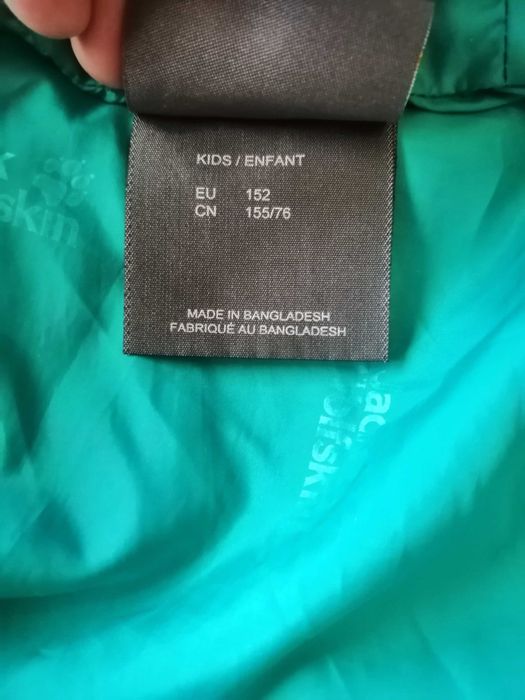 KIDS / ENFANT
EU 152
CN 155/76
MADE IN BANGLADESH
FABRIQUÉ AU BANGLADESH